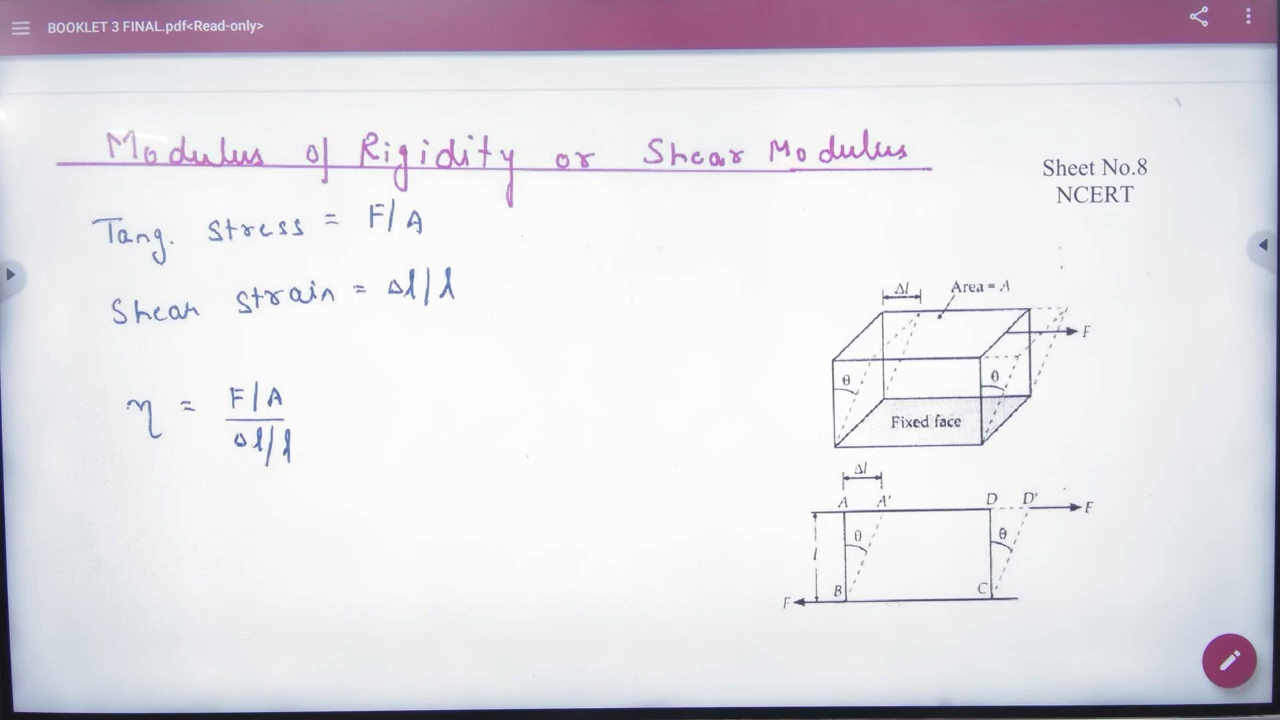 BOOKLET 3 FINAL.pdf<Read-only>
Modulus of Rigidity or Shear Modulus
Sheet No.8
NCERT
Tang. Stress = F/A
Shear Strain = Δl/l
η = F/A
Δl/l
Δl Area = A
F
θ θ
Fixed face
Δl
A A' D D' F
θ θ
l
B C
F